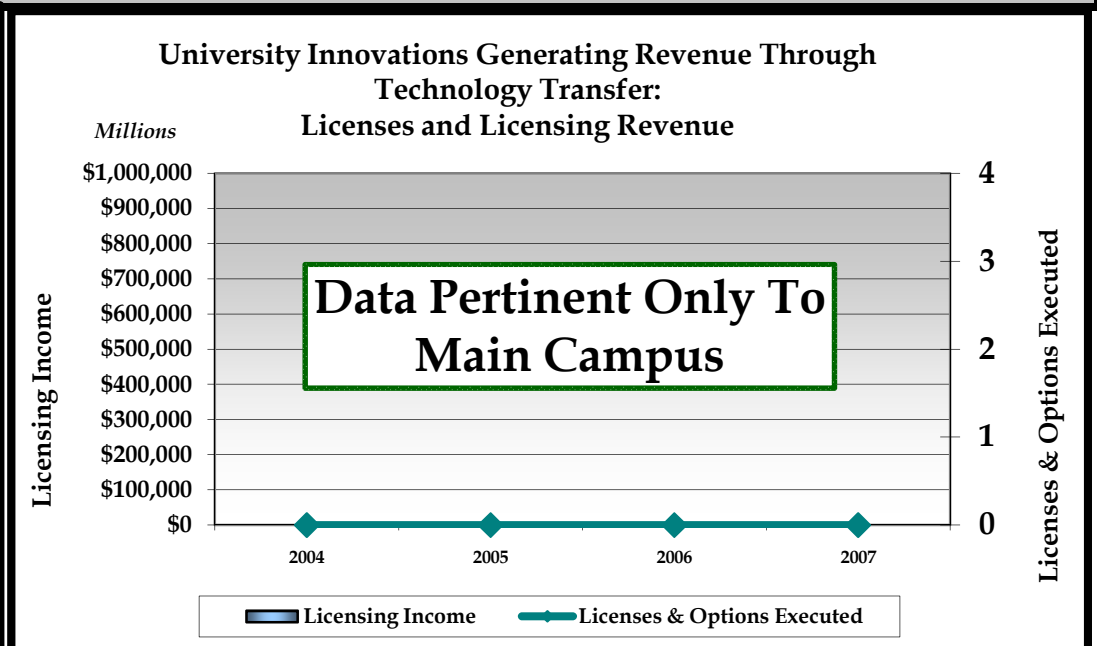 University Innovations Generating Revenue Through
Technology Transfer:
Licenses and Licensing Revenue
Millions
$1,000,000
$900,000
$800,000
$700,000
$600,000
$500,000
$400,000
$300,000
$200,000
$100,000
$0
Licensing Income
Data Pertinent Only To
Main Campus
4
3
2
1
0
Licenses & Options Executed
2004 2005 2006 2007
Licensing Income Licenses & Options Executed